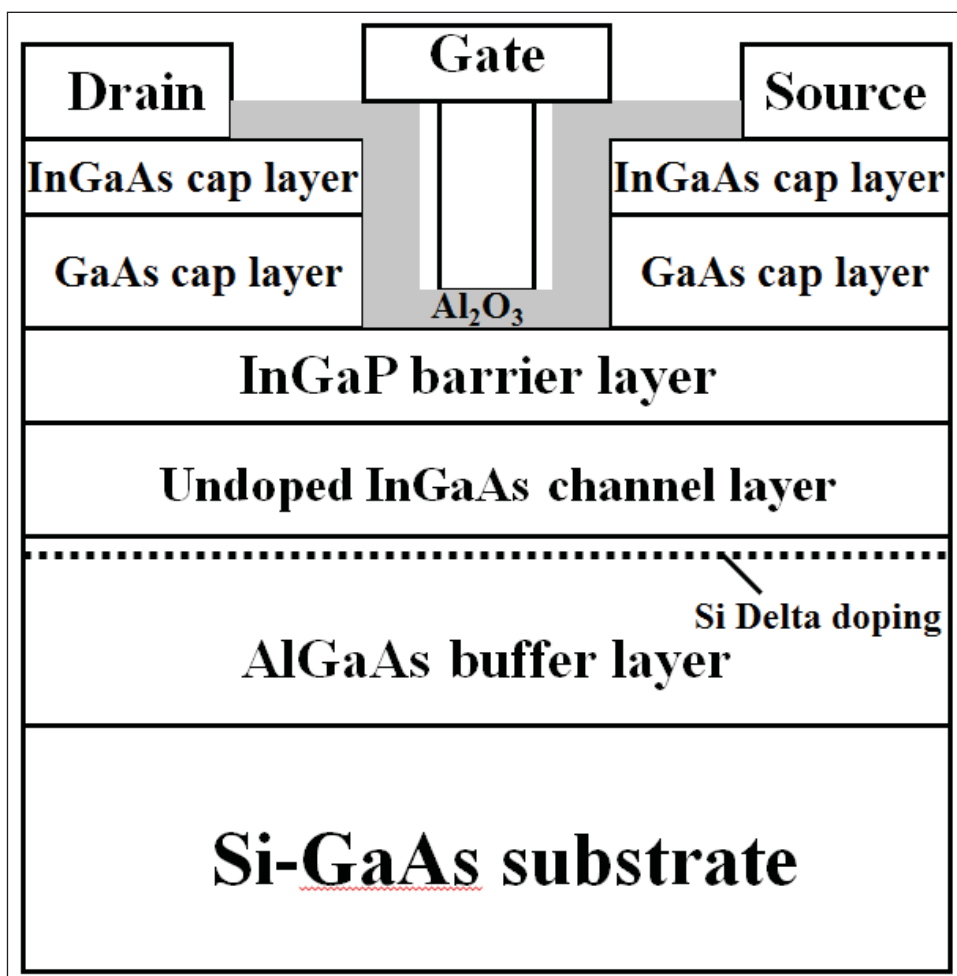 Gate
Drain
Source
InGaAs cap layer
InGaAs cap layer
GaAs cap layer
GaAs cap layer
Al₂O₃
InGaP barrier layer
Undoped InGaAs channel layer
Si Delta doping
AlGaAs buffer layer
Si-GaAs substrate